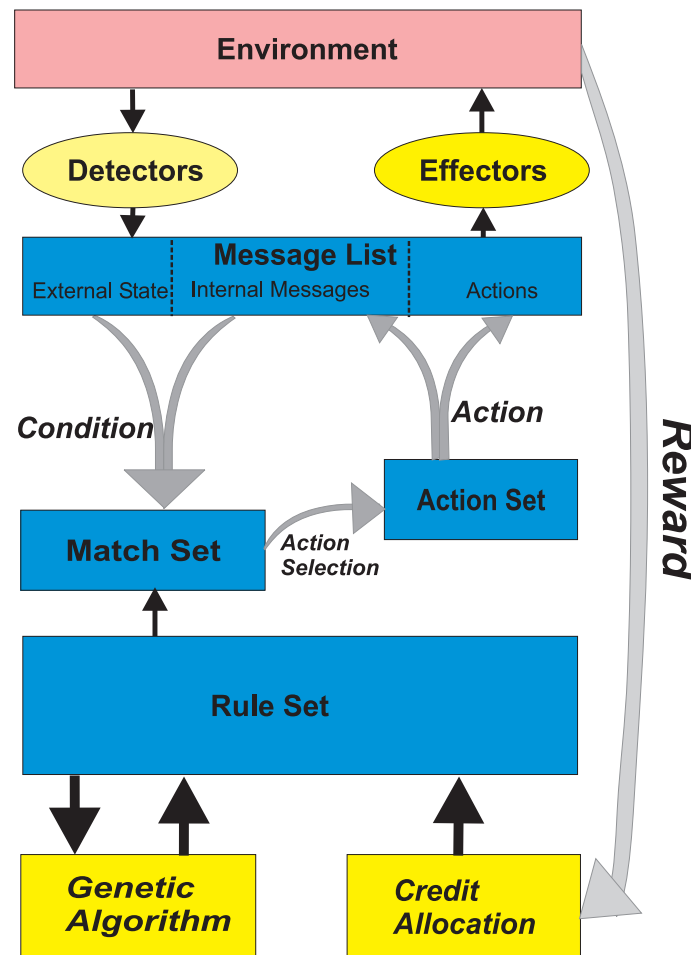 Environment
Detectors
Effectors
Message List
External State
Internal Messages
Actions
Condition
Action
Reward
Action Set
Match Set
Action
Selection
Rule Set
Genetic
Algorithm
Credit
Allocation